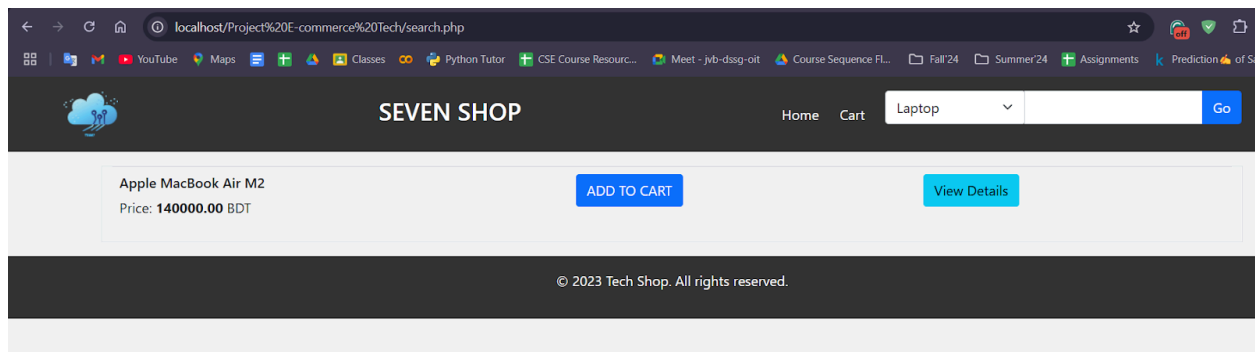 localhost/Project%20E-commerce%20Tech/search.php
off
YouTube Maps Classes Python Tutor CSE Course Resourc... Meet - jvb-dssg-oit Course Sequence Fl... Fall'24 Summer'24 Assignments k Prediction✍️ of Sa
SEVEN SHOP
Home Cart Laptop Go
Apple MacBook Air M2
ADD TO CART View Details
Price: 140000.00 BDT
© 2023 Tech Shop. All rights reserved.